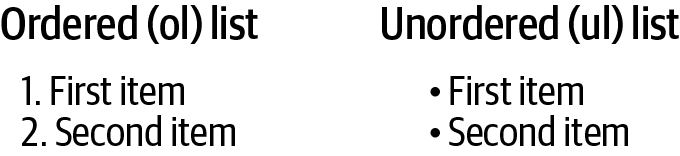 Ordered (ol) list
1. First item
2. Second item
Unordered (ul) list
• First item
• Second item